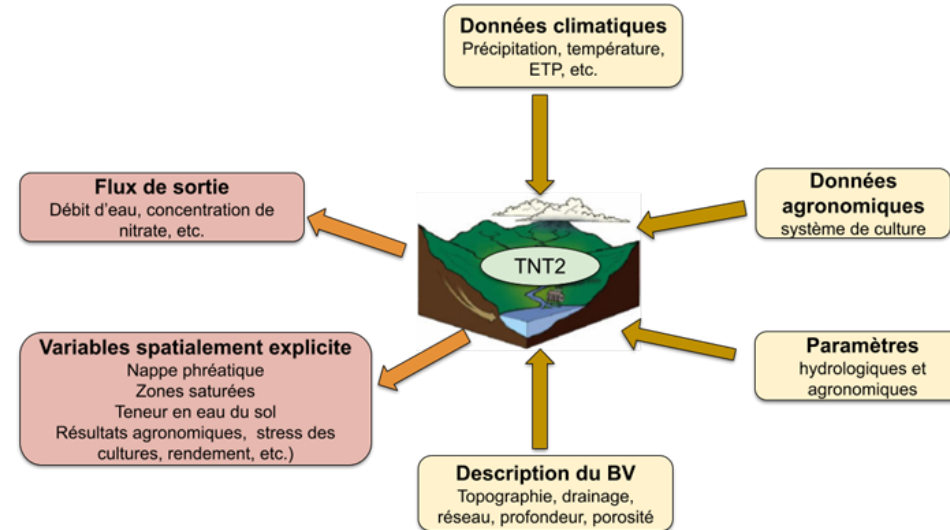 Données climatiques
Précipitation, température,
ETP, etc.
Flux de sortie
Débit d'eau, concentration de
nitrate, etc.
Données
agronomiques
système de culture
TNT2
Variables spatialement explicite
Nappe phréatique
Zones saturées
Teneur en eau du sol
Résultats agronomiques, stress des
cultures, rendement, etc.)
Paramètres
hydrologiques et
agronomiques
Description du BV
Topographie, drainage,
réseau, profondeur, porosité